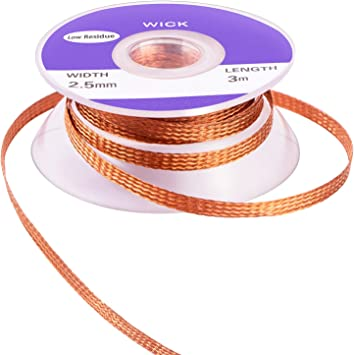 WICK
Low Residue
WIDTH
2.5mm
LENGTH
3m